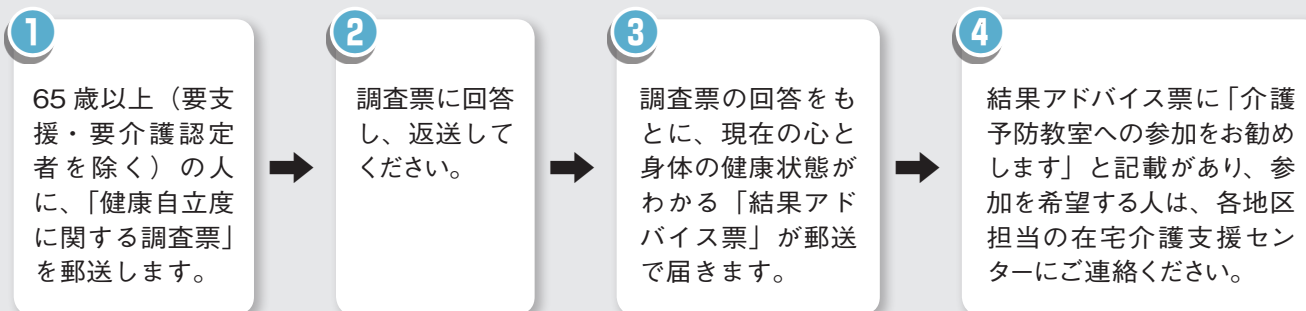 1
65歳以上（要支
援・要介護認定
者を除く）の人
に、「健康自立度
に関する調査票」
を郵送します。
2
調査票に回答
し、返送して
ください。
3
調査票の回答をも
とに、現在の心と
身体の健康状態が
わかる「結果アド
バイス票」が郵送
で届きます。
4
結果アドバイス票に「介護
予防教室への参加をお勧め
します」と記載があり、参
加を希望する人は、各地区
担当の在宅介護支援セン
ターにご連絡ください。